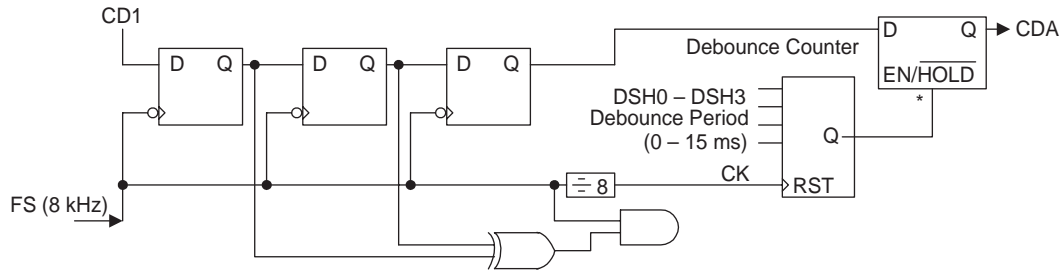 CD1
D Q
D Q
D Q
Debounce Counter
D Q
CDA
EN/HOLD
*
DSH0 – DSH3
Debounce Period
(0 – 15 ms)
Q
CK
RST
÷ 8
FS (8 kHz)